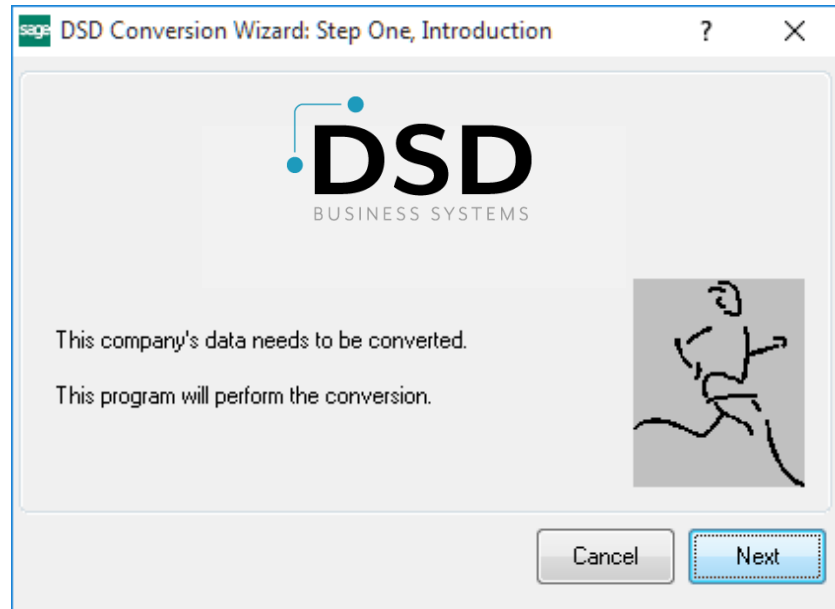 sage DSD Conversion Wizard: Step One, Introduction ?
DSD
BUSINESS SYSTEMS
This company's data needs to be converted.
This program will perform the conversion.
Cancel Next